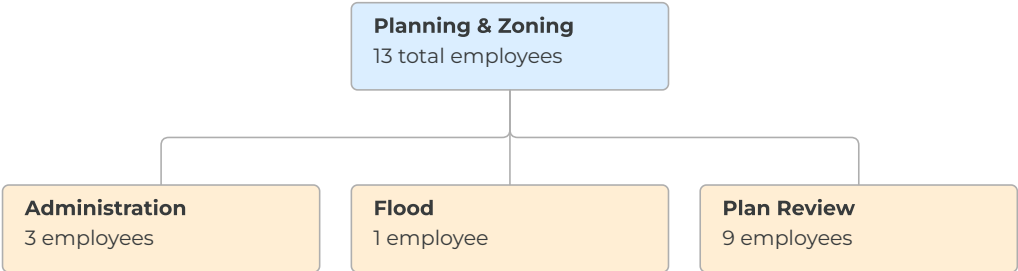 Planning & Zoning
13 total employees
Administration
3 employees
Flood
1 employee
Plan Review
9 employees